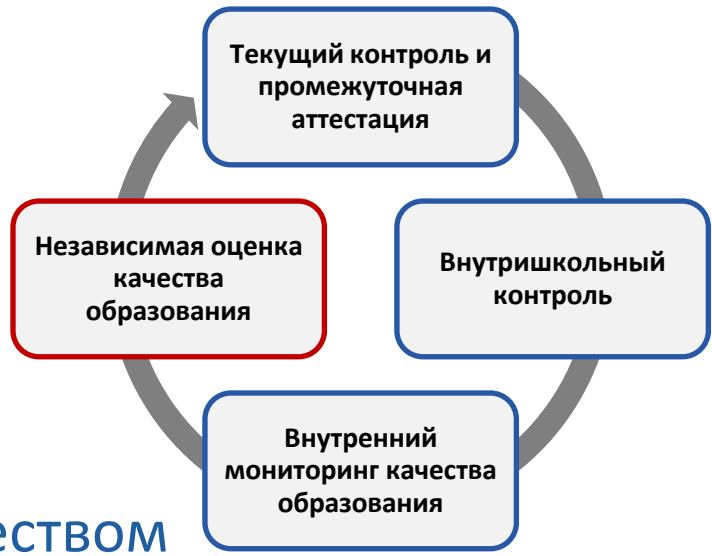 Текущий контроль и
промежуточная
аттестация
Независимая оценка
качества
образования
Внутришкольный
контроль
Внутренний
мониторинг качества
образования
еством